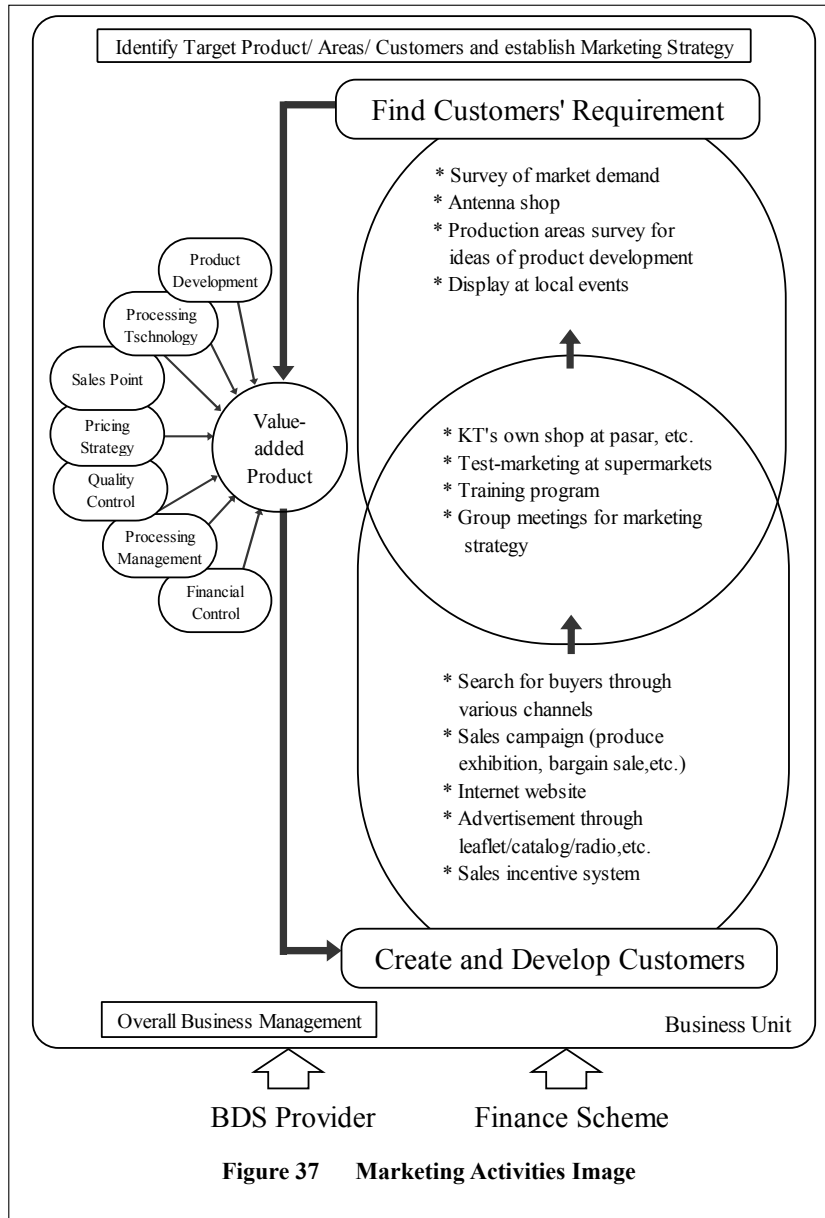 Identify Target Product/ Areas/ Customers and establish Marketing Strategy
Find Customers' Requirement
* Survey of market demand
* Antenna shop
* Production areas survey for
ideas of product development
* Display at local events
Product
Development
Processing
Tschnology
Sales Point
Pricing
Strategy
Quality
Control
Processing
Management
Financial
Control
Value-
added
Product
* KT's own shop at pasar, etc.
* Test-marketing at supermarkets
* Training program
* Group meetings for marketing
strategy
* Search for buyers through
various channels
* Sales campaign (produce
exhibition, bargain sale,etc.)
* Internet website
* Advertisement through
leaflet/catalog/radio,etc.
* Sales incentive system
Create and Develop Customers
Overall Business Management
Business Unit
BDS Provider
Finance Scheme
Figure 37 Marketing Activities Image